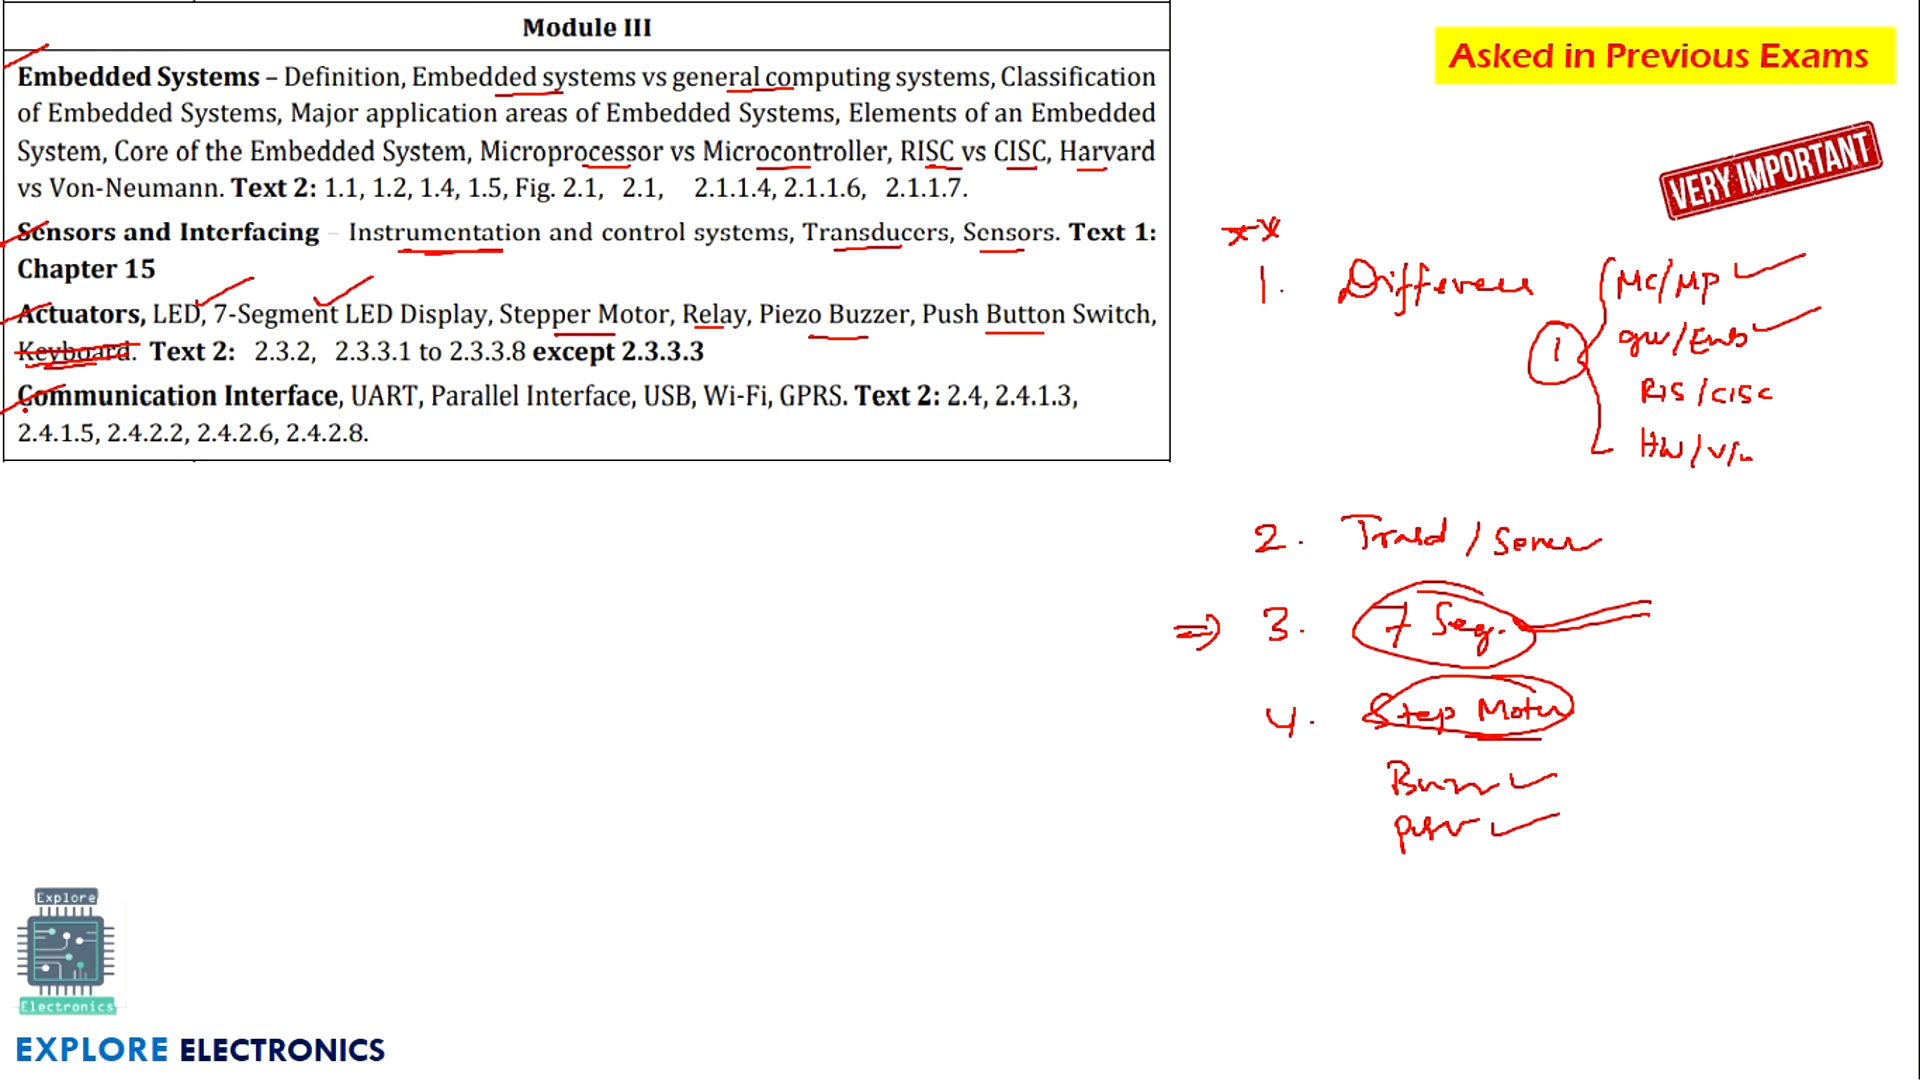 Module III
Embedded Systems – Definition, Embedded systems vs general computing systems, Classification
of Embedded Systems, Major application areas of Embedded Systems, Elements of an Embedded
System, Core of the Embedded System, Microprocessor vs Microcontroller, RISC vs CISC, Harvard
vs Von-Neumann. Text 2: 1.1, 1.2, 1.4, 1.5, Fig. 2.1, 2.1, 2.1.1.4, 2.1.1.6, 2.1.1.7.
Sensors and Interfacing – Instrumentation and control systems, Transducers, Sensors. Text 1:
Chapter 15
Actuators, LED, 7-Segment LED Display, Stepper Motor, Relay, Piezo Buzzer, Push Button Switch,
Keyboard. Text 2: 2.3.2, 2.3.3.1 to 2.3.3.8 except 2.3.3.3
Communication Interface, UART, Parallel Interface, USB, Wi-Fi, GPRS. Text 2: 2.4, 2.4.1.3,
2.4.1.5, 2.4.2.2, 2.4.2.6, 2.4.2.8.
Asked in Previous Exams
VERY IMPORTANT
1. Difference
1
MC/MP
RIS/CISC
2.
3. 7 Seg.
4. Step Motor
Explore
Electronics
EXPLORE ELECTRONICS